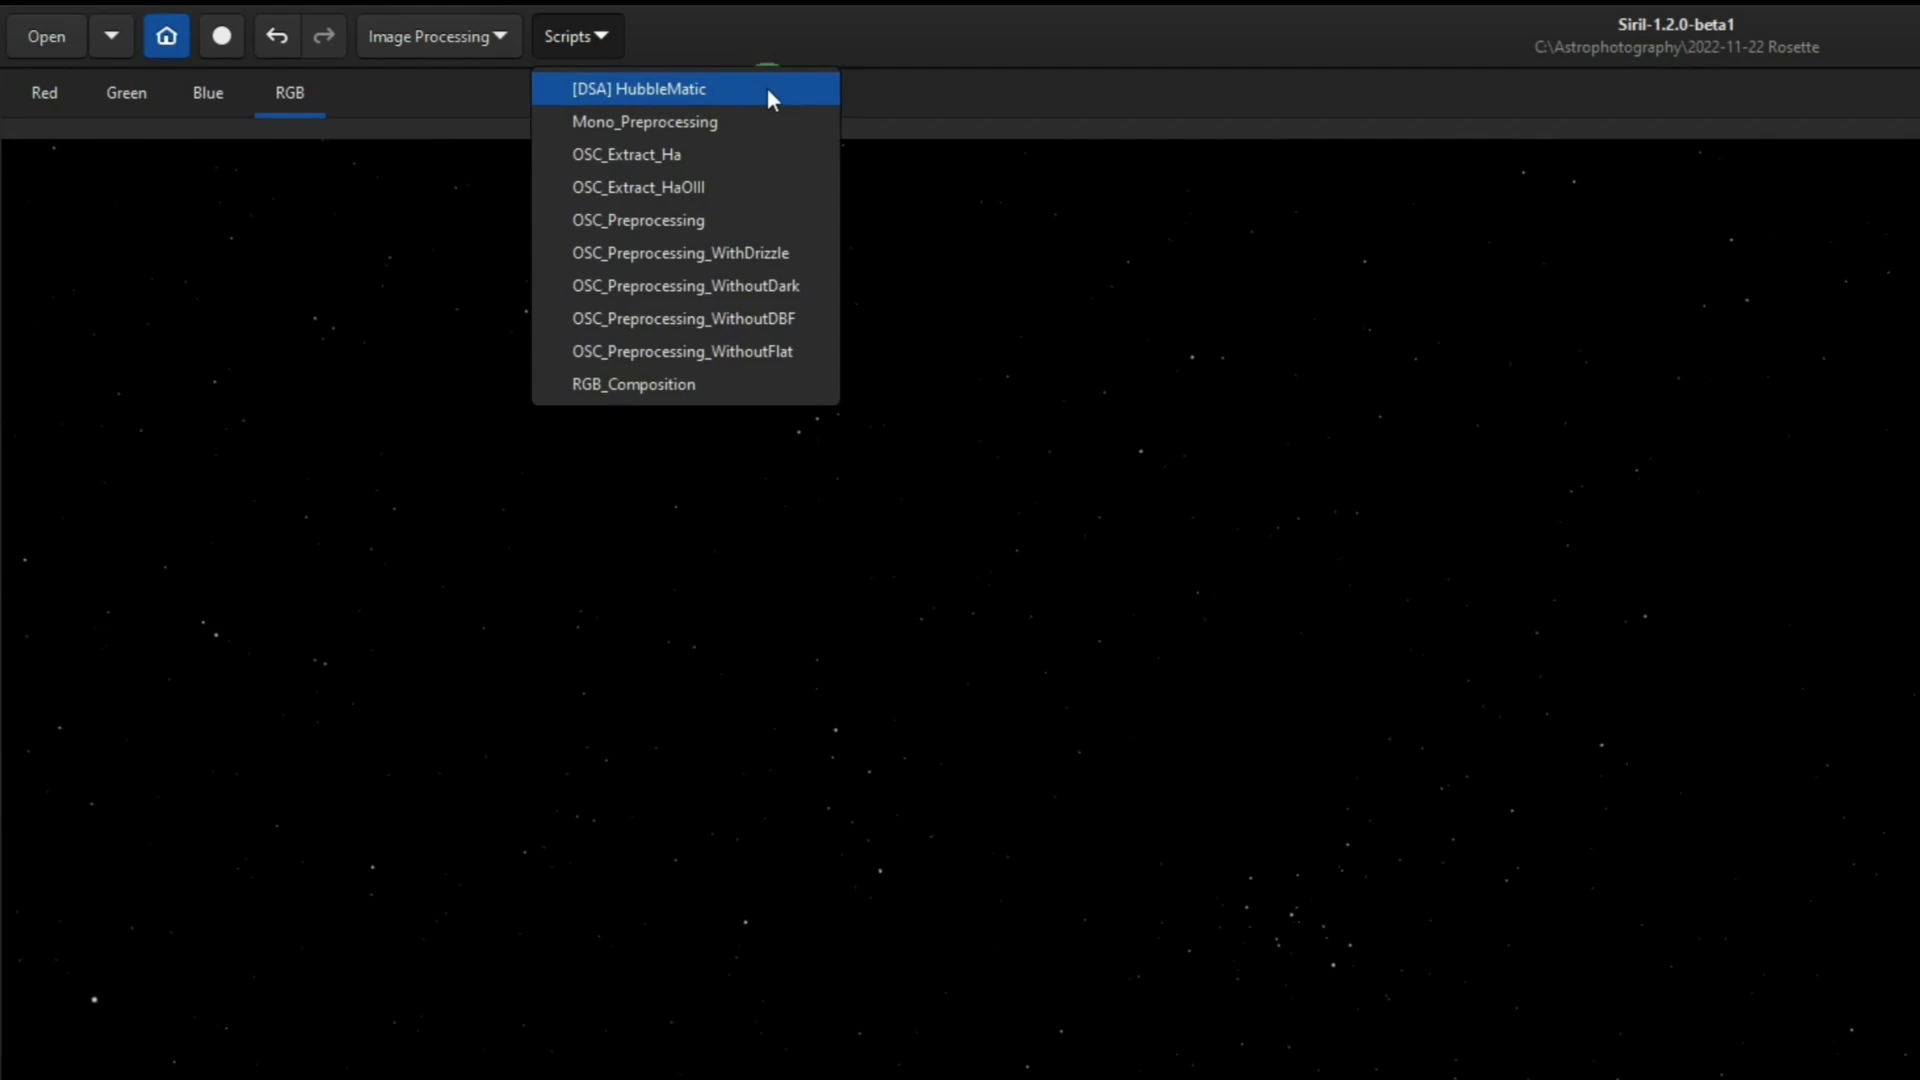 Open
Image Processing
Scripts
Siril-1.2.0-beta1
C:\Astrophotography\2022-11-22 Rosette
Red
Green
Blue
RGB
[DSA] HubbleMatic
Mono_Preprocessing
OSC_Extract_Ha
OSC_Extract_HaOIII
OSC_Preprocessing
OSC_Preprocessing_WithDrizzle
OSC_Preprocessing_WithoutDark
OSC_Preprocessing_WithoutDBF
OSC_Preprocessing_WithoutFlat
RGB_Composition